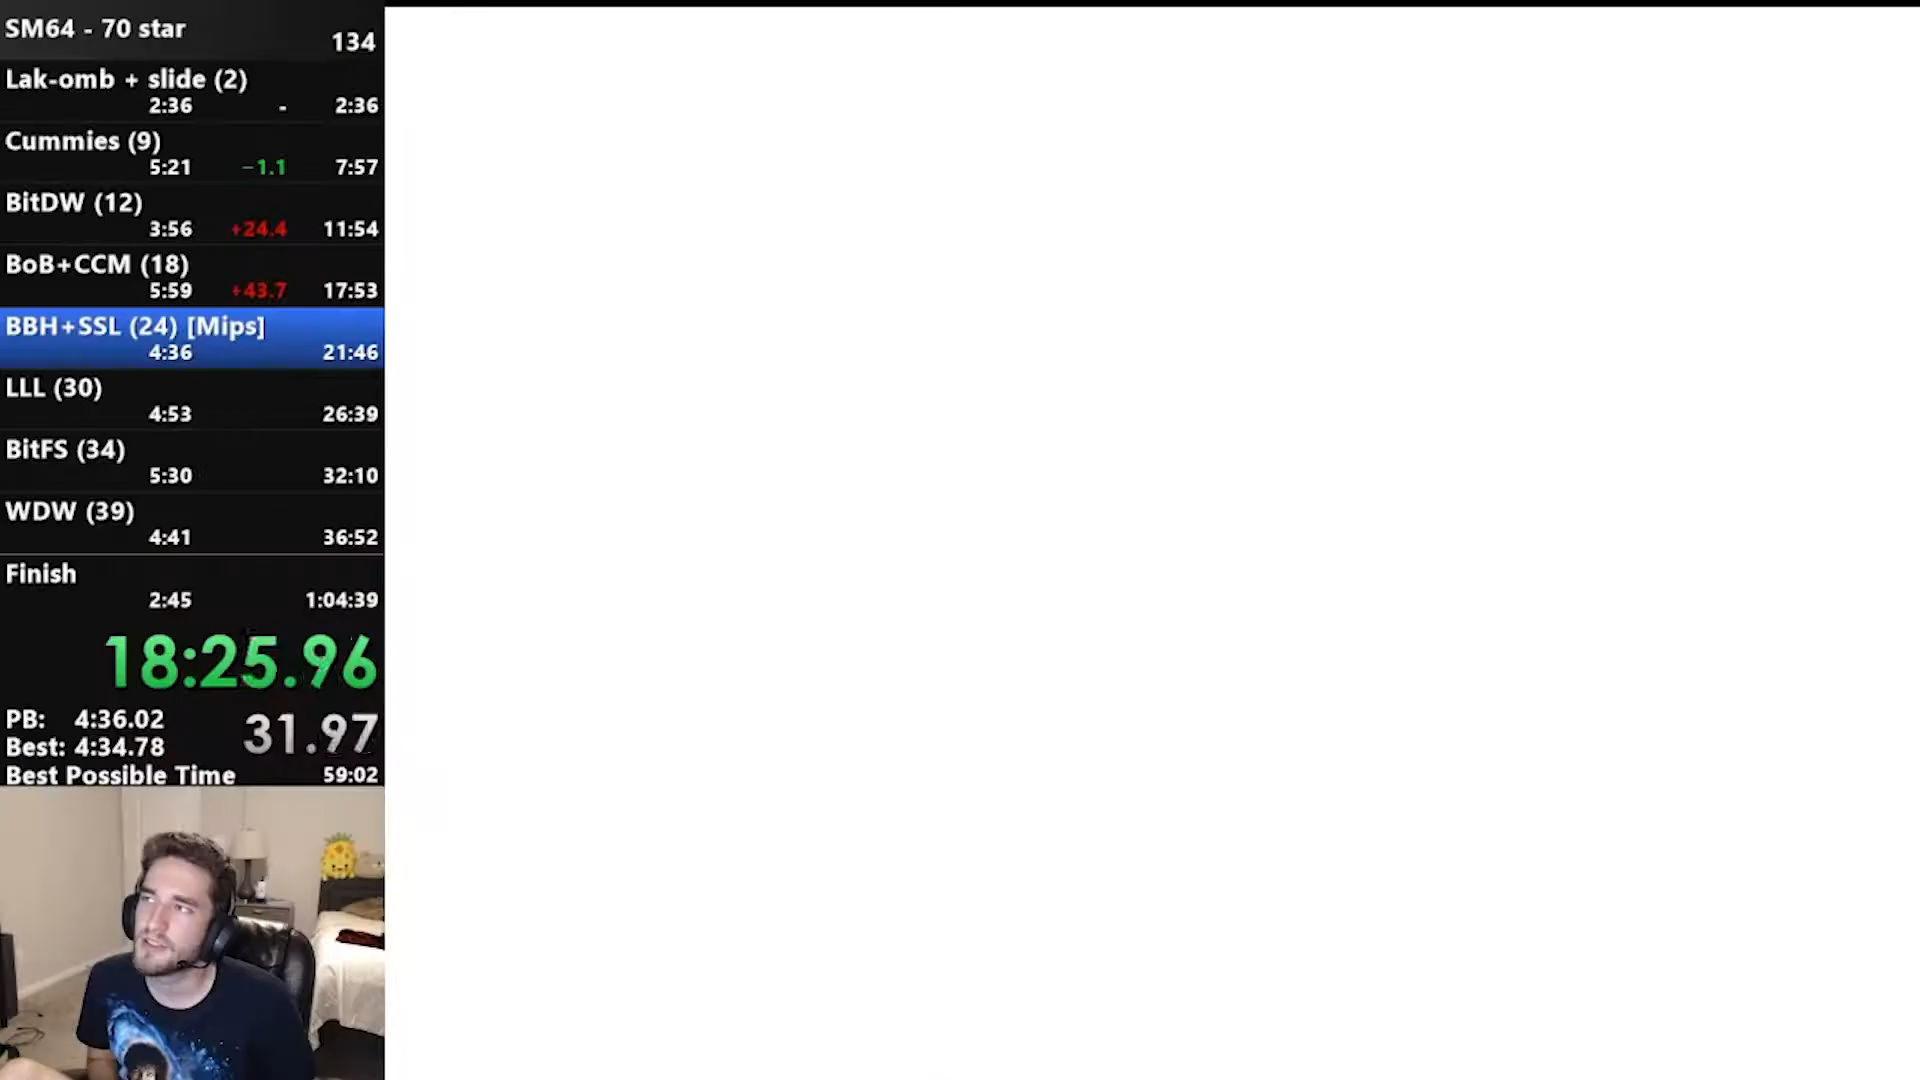 SM64 - 70 star
134
Lak-omb + slide (2)
2:36 - 2:36
Cummies (9)
5:21 −1.1 7:57
BitDW (12)
3:56 +24.4 11:54
BoB+CCM (18)
5:59 +43.7 17:53
BBH+SSL (24) [Mips]
4:36 21:46
LLL (30)
4:53 26:39
BitFS (34)
5:30 32:10
WDW (39)
4:41 36:52
Finish
2:45 1:04:39
18:25.96
PB: 4:36.02
31.97
Best: 4:34.78
Best Possible Time 59:02